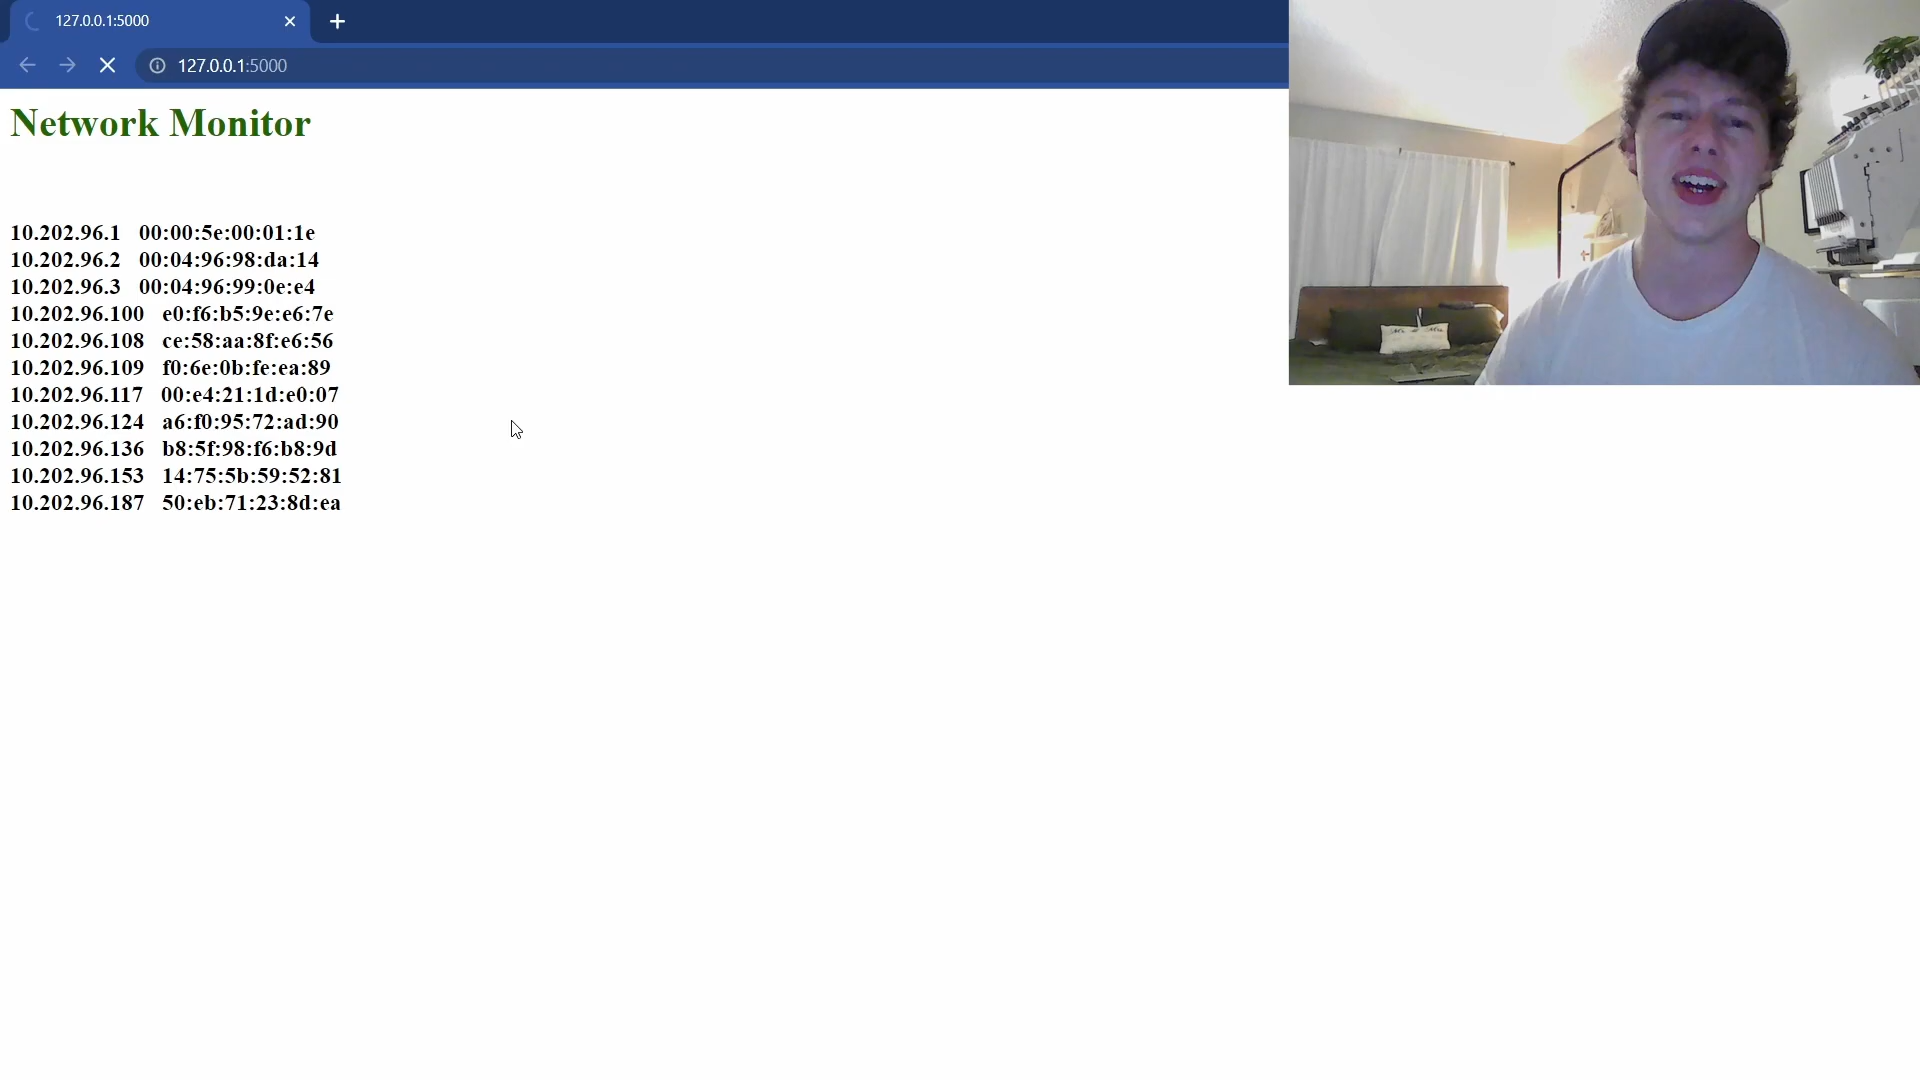 127.0.0.1:5000
127.0.0.1:5000
Network Monitor
10.202.96.1 00:00:5e:00:01:1e
10.202.96.2 00:04:96:98:da:14
10.202.96.3 00:04:96:99:0e:e4
10.202.96.100 e0:f6:b5:9e:e6:7e
10.202.96.108 ce:58:aa:8f:e6:56
10.202.96.109 f0:6e:0b:fe:ea:89
10.202.96.117 00:e4:21:1d:e0:07
10.202.96.124 a6:f0:95:72:ad:90
10.202.96.136 b8:5f:98:f6:b8:9d
10.202.96.153 14:75:5b:59:52:81
10.202.96.187 50:eb:71:23:8d:ea